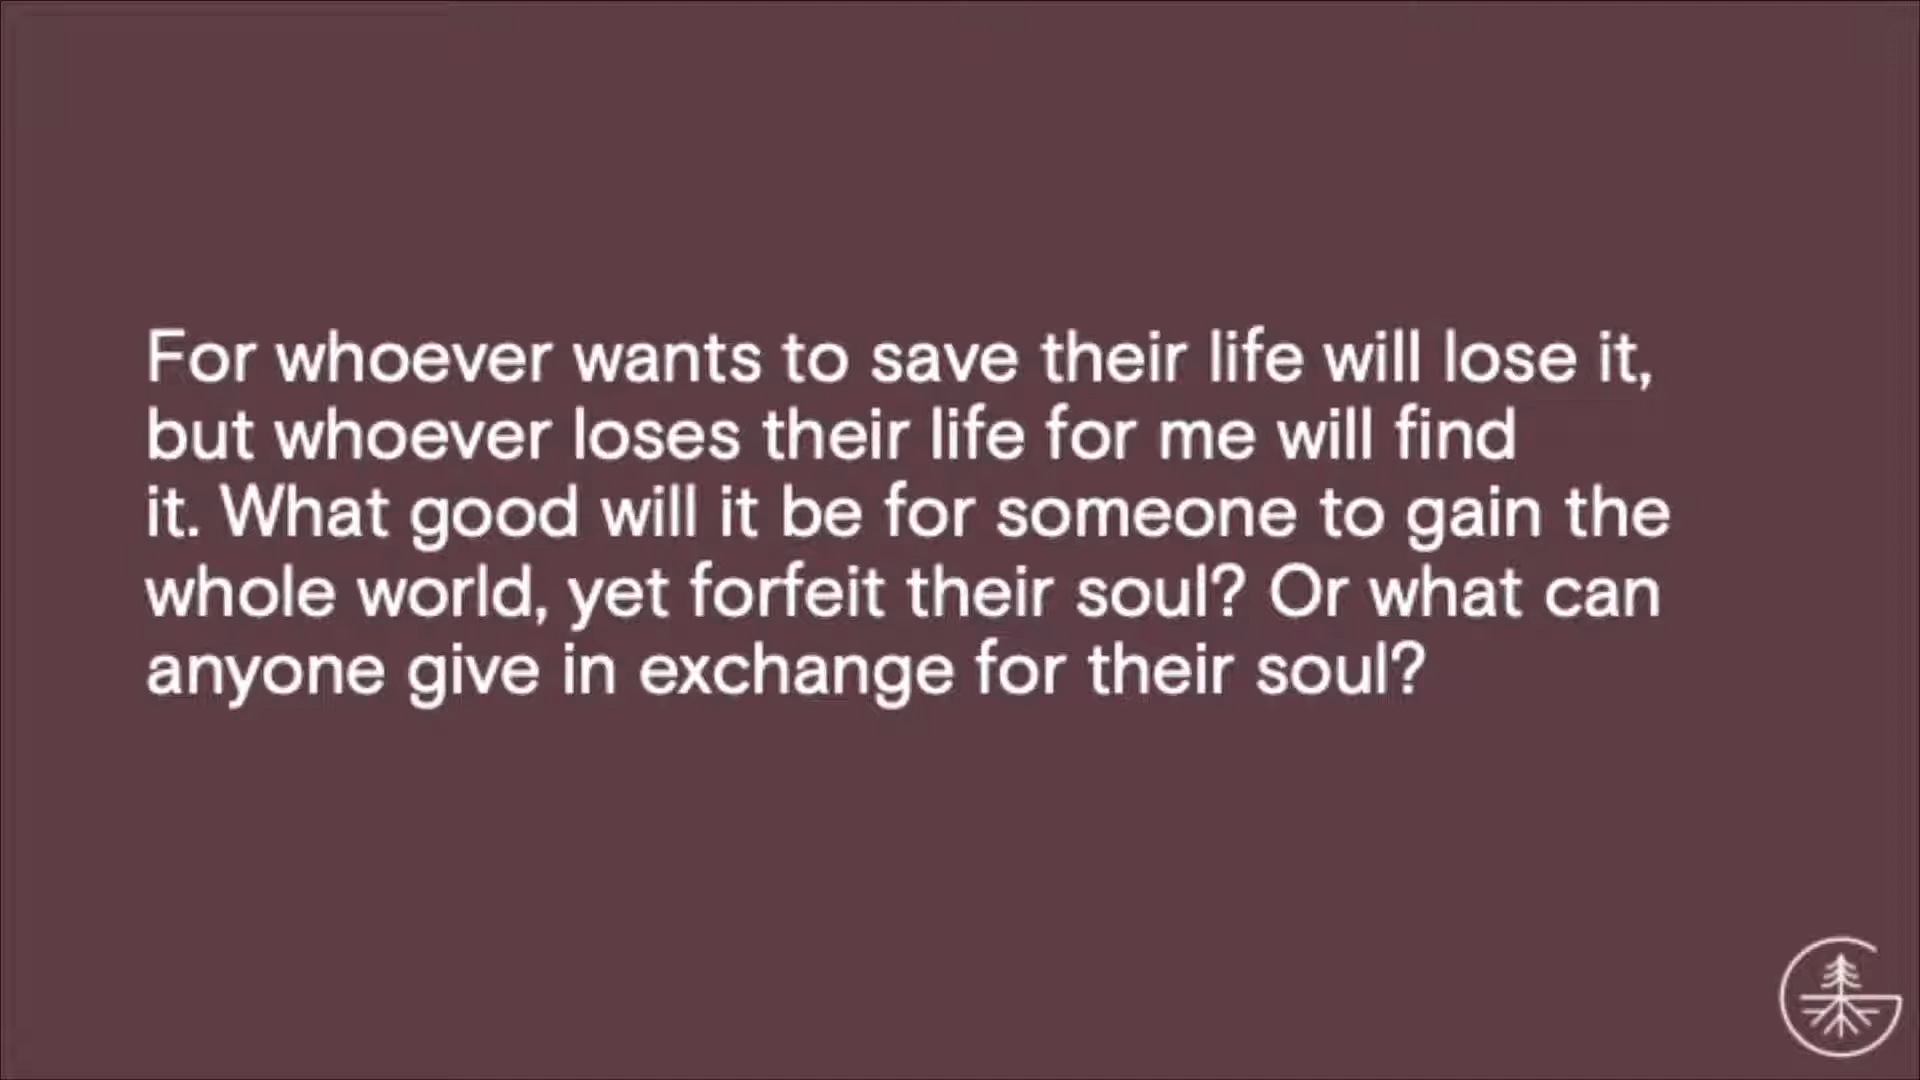 For whoever wants to save their life will lose it,
but whoever loses their life for me will find
it. What good will it be for someone to gain the
whole world, yet forfeit their soul? Or what can
anyone give in exchange for their soul?